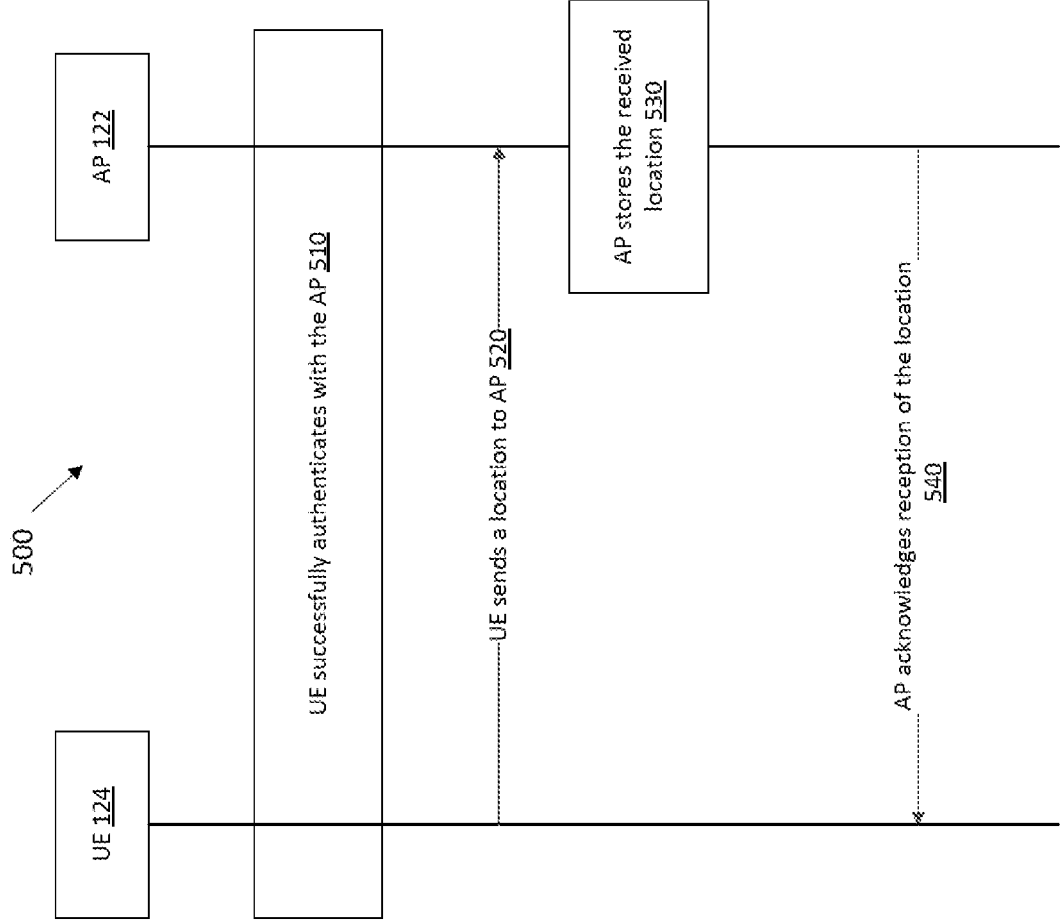 500
UE 124
AP 122
UE successfully authenticates with the AP 510
UE sends a location to AP 520
AP stores the received
location 530
AP acknowledges reception of the location
540